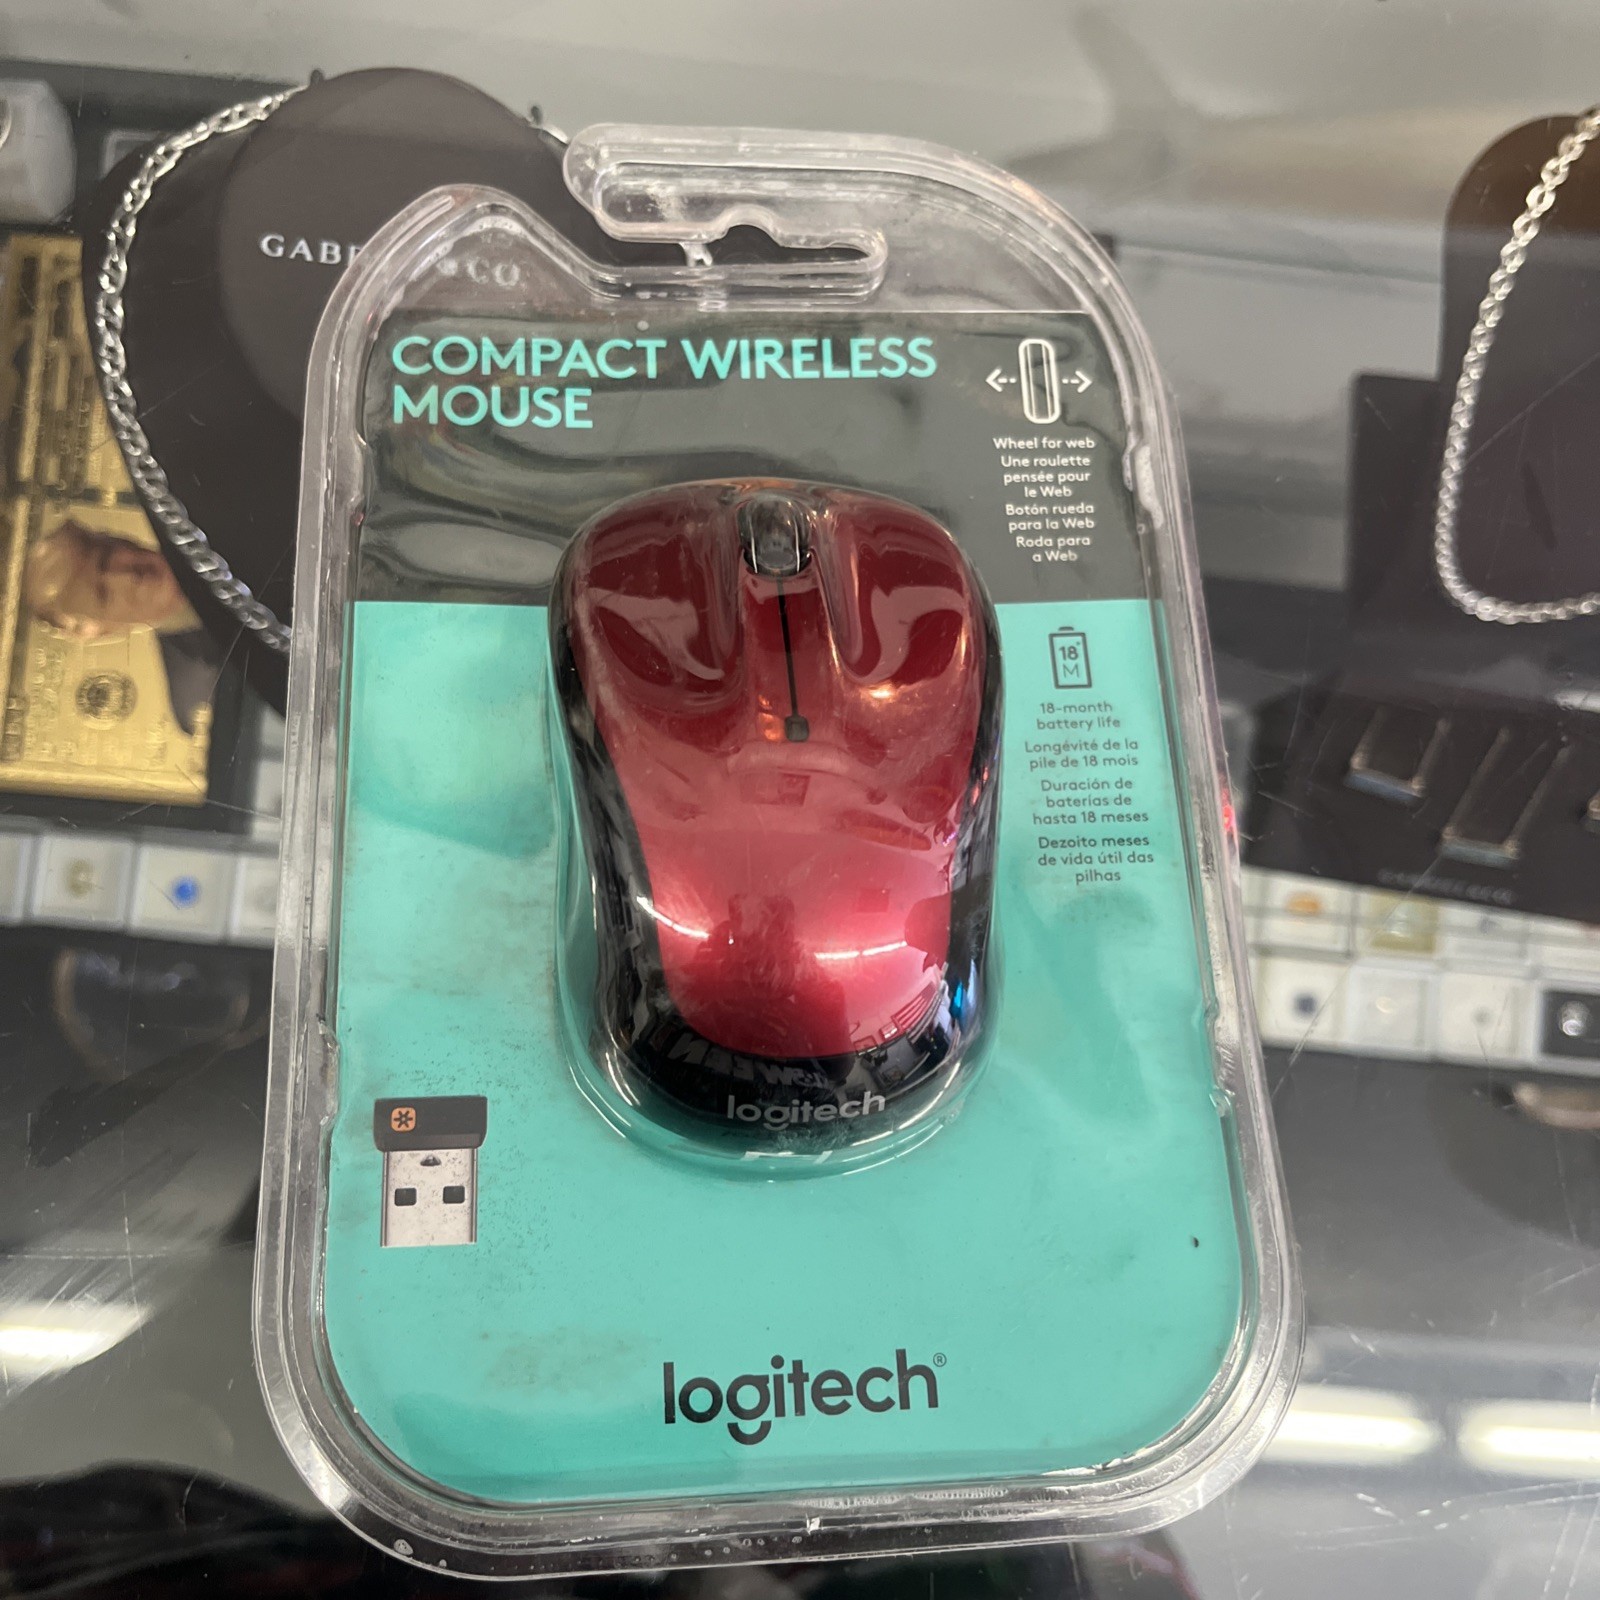 GAB
CO
COMPACT WIRELESS
MOUSE
Wheel for web
Une roulette
pensée pour
le Web
Botón rueda
para la Web
Roda para
a Web
18
M
18-month
battery life
Longévité de la
pile de 18 mois
Duración de
baterías de
hasta 18 meses
Dezoito meses
de vida útil das
pilhas
logitech
logitech®